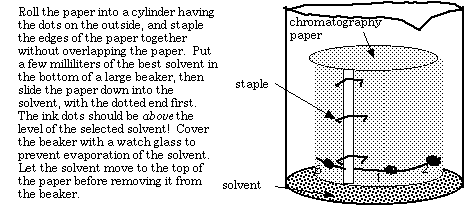 Roll the paper into a cylinder having
the dots on the outside, and staple
the edges of the paper together
without overlapping the paper. Put
a few milliliters of the best solvent in
the bottom of a large beaker, then
slide the paper down into the
solvent, with the dotted end first.
The ink dots should be above the
level of the selected solvent! Cover
the beaker with a watch glass to
prevent evaporation of the solvent.
Let the solvent move to the top of
the paper before removing it from
the beaker.
chromatography
paper
staple
2
solvent